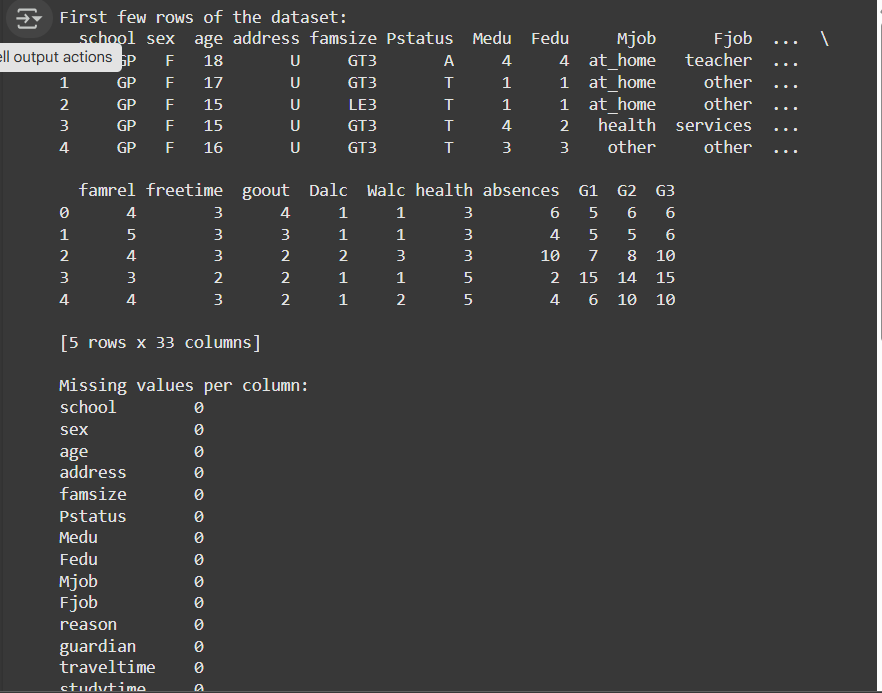 First few rows of the dataset:
  school sex  age address famsize Pstatus  Medu  Fedu     Mjob      Fjob  ...  \
ell output actions GP   F   18       U     GT3       A     4     4  at_home   teacher  ...
1     GP   F   17       U     GT3       T     1     1  at_home     other  ...
2     GP   F   15       U     LE3       T     1     1  at_home     other  ...
3     GP   F   15       U     GT3       T     4     2   health  services  ...
4     GP   F   16       U     GT3       T     3     3    other     other  ...

  famrel freetime  goout  Dalc  Walc health absences  G1  G2  G3
0      4        3      4     1     1      3        6   5   6   6
1      5        3      3     1     1      3        4   5   5   6
2      4        3      2     2     3      3       10   7   8  10
3      3        2      2     1     1      5        2  15  14  15
4      4        3      2     1     2      5        4   6  10  10

[5 rows x 33 columns]

Missing values per column:
school        0
sex           0
age           0
address       0
famsize       0
Pstatus       0
Medu          0
Fedu          0
Mjob          0
Fjob          0
reason        0
guardian      0
traveltime    0
studytime     0